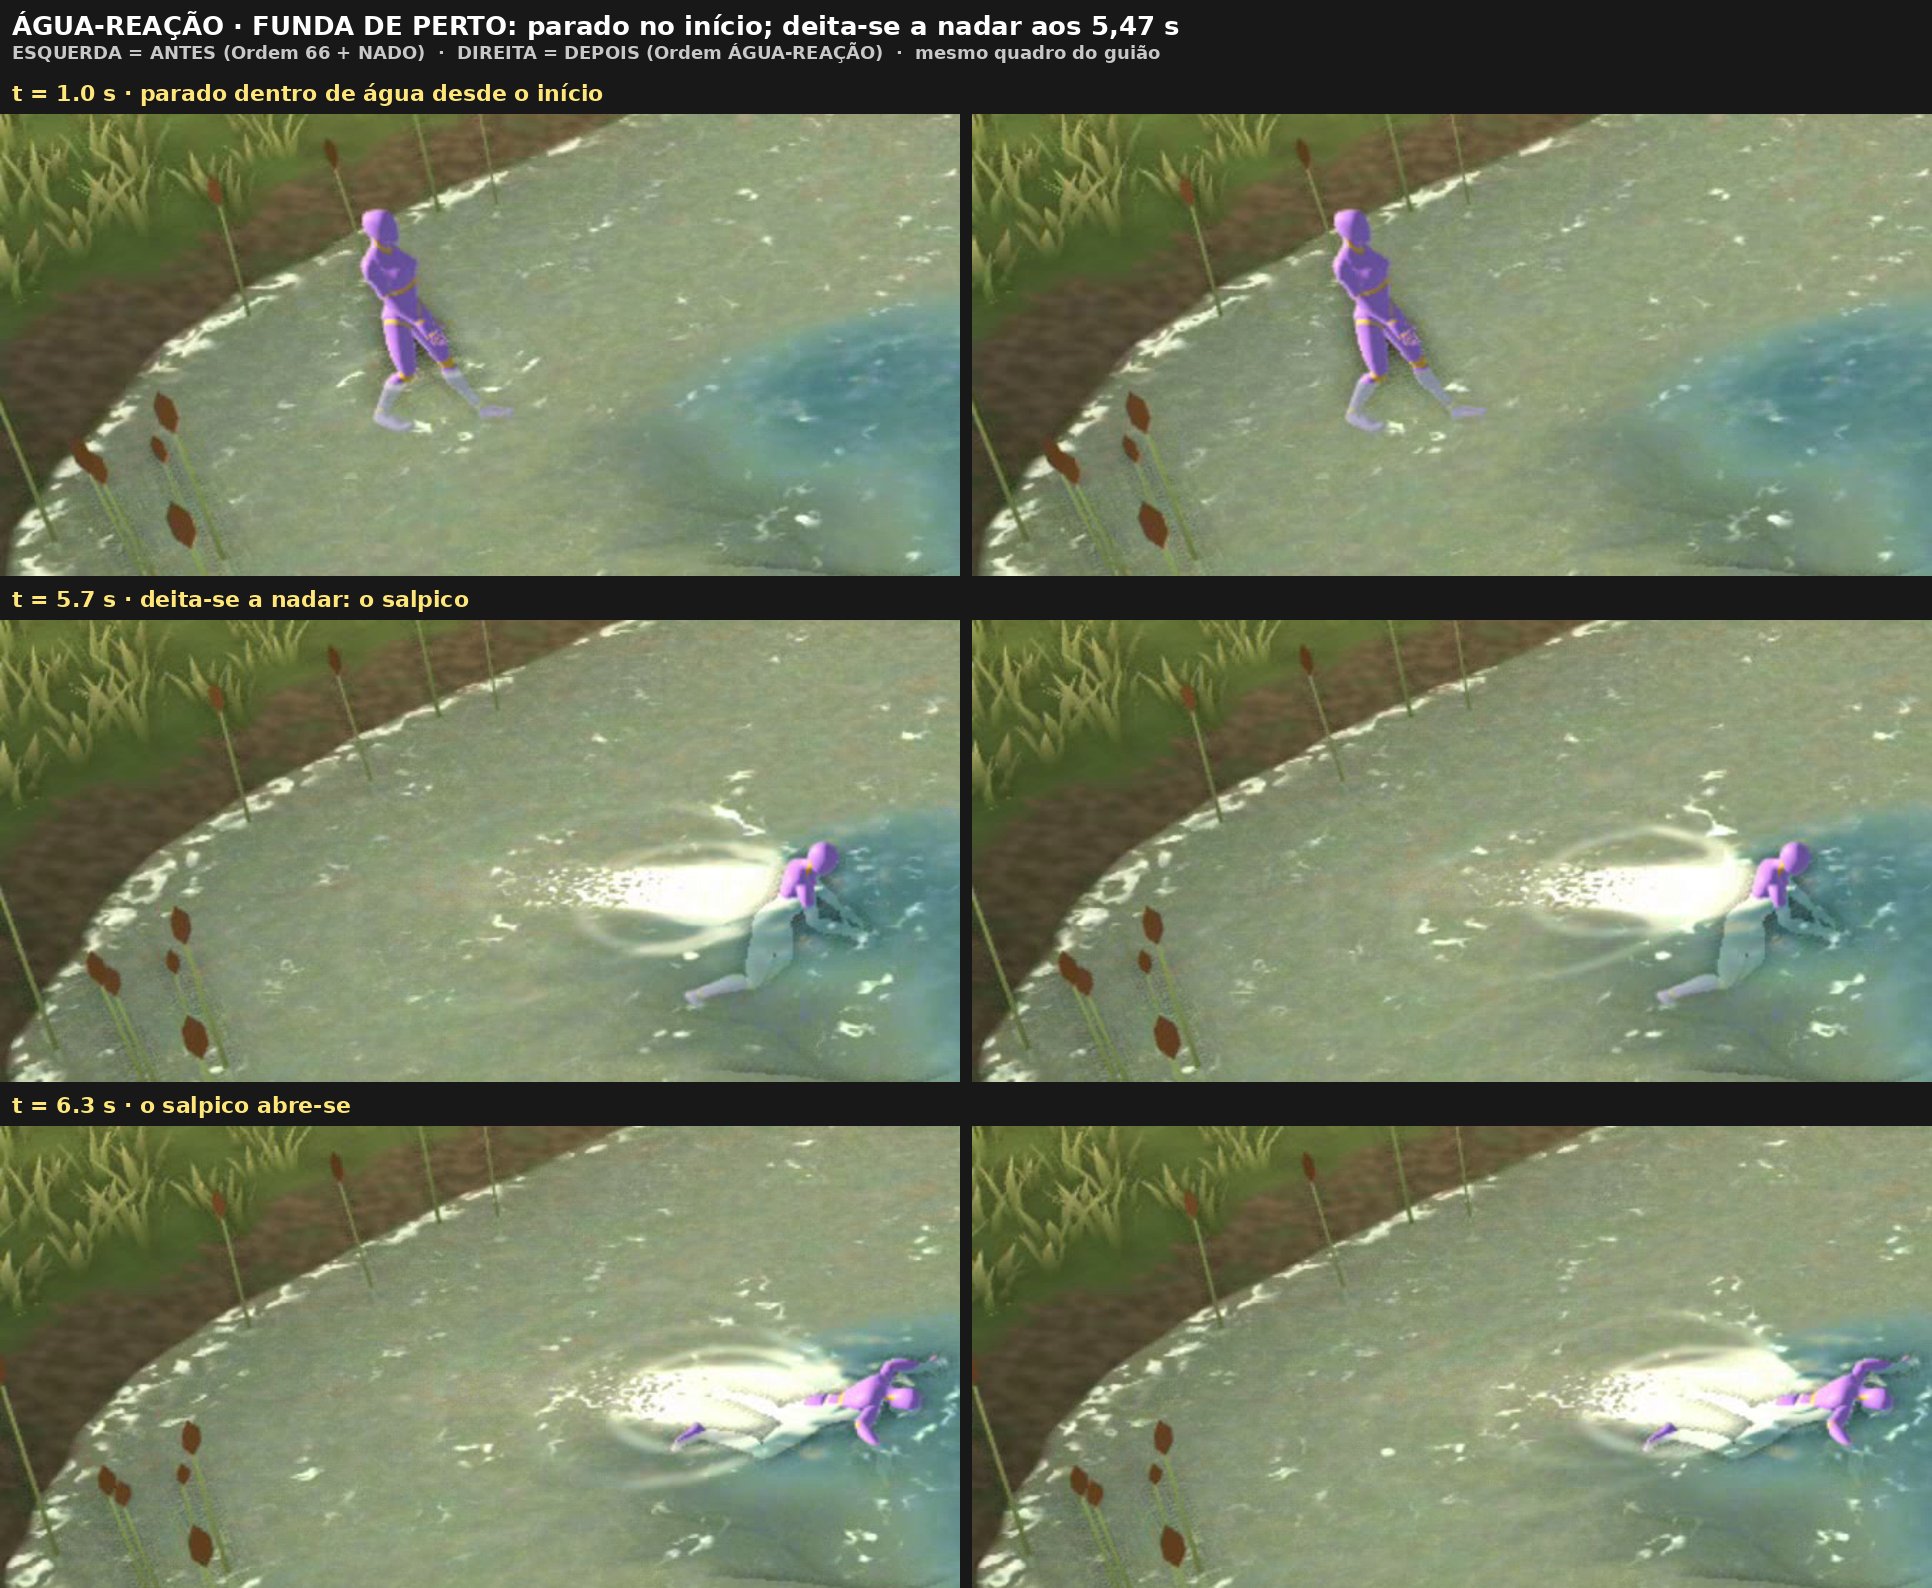 ÁGUA-REAÇÃO · FUNDA DE PERTO: parado no início; deita-se a nadar aos 5,47 s
ESQUERDA = ANTES (Ordem 66 + NADO) · DIREITA = DEPOIS (Ordem ÁGUA-REAÇÃO) · mesmo quadro do guião
t = 1.0 s · parado dentro de água desde o início
t = 5.7 s · deita-se a nadar: o salpico
t = 6.3 s · o salpico abre-se